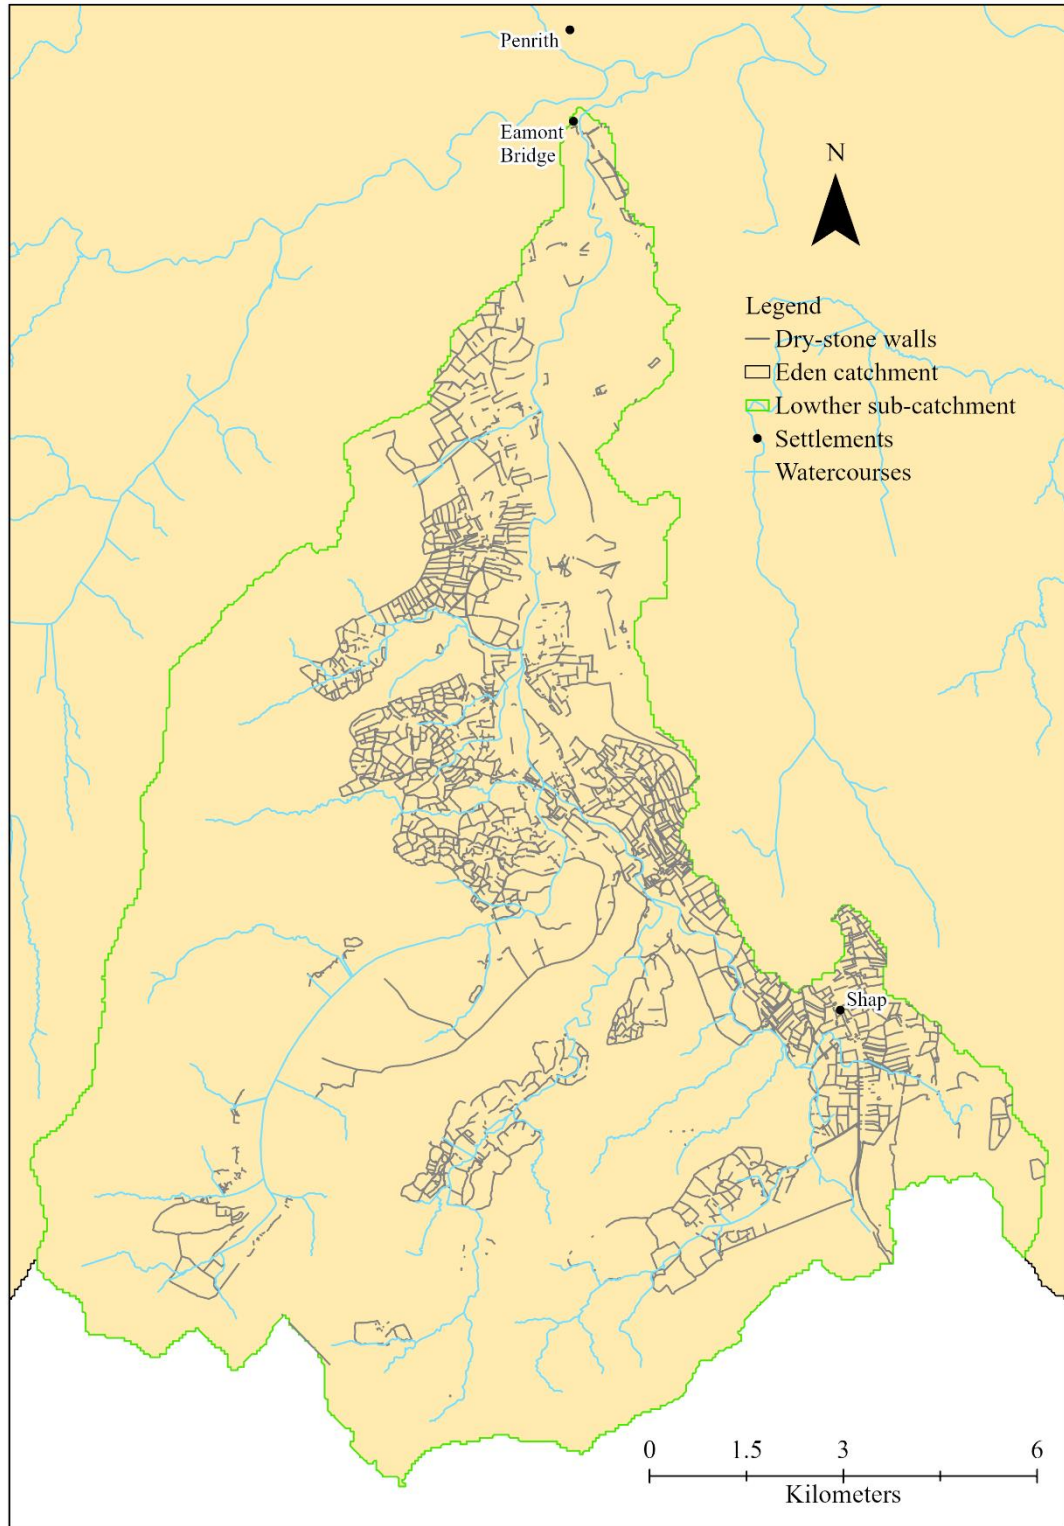 Penrith
Eamont
Bridge
N
Legend
Dry-stone walls
Eden catchment
Lowther sub-catchment
Settlements
Watercourses
Shap
0 1.5 3 6
Kilometers